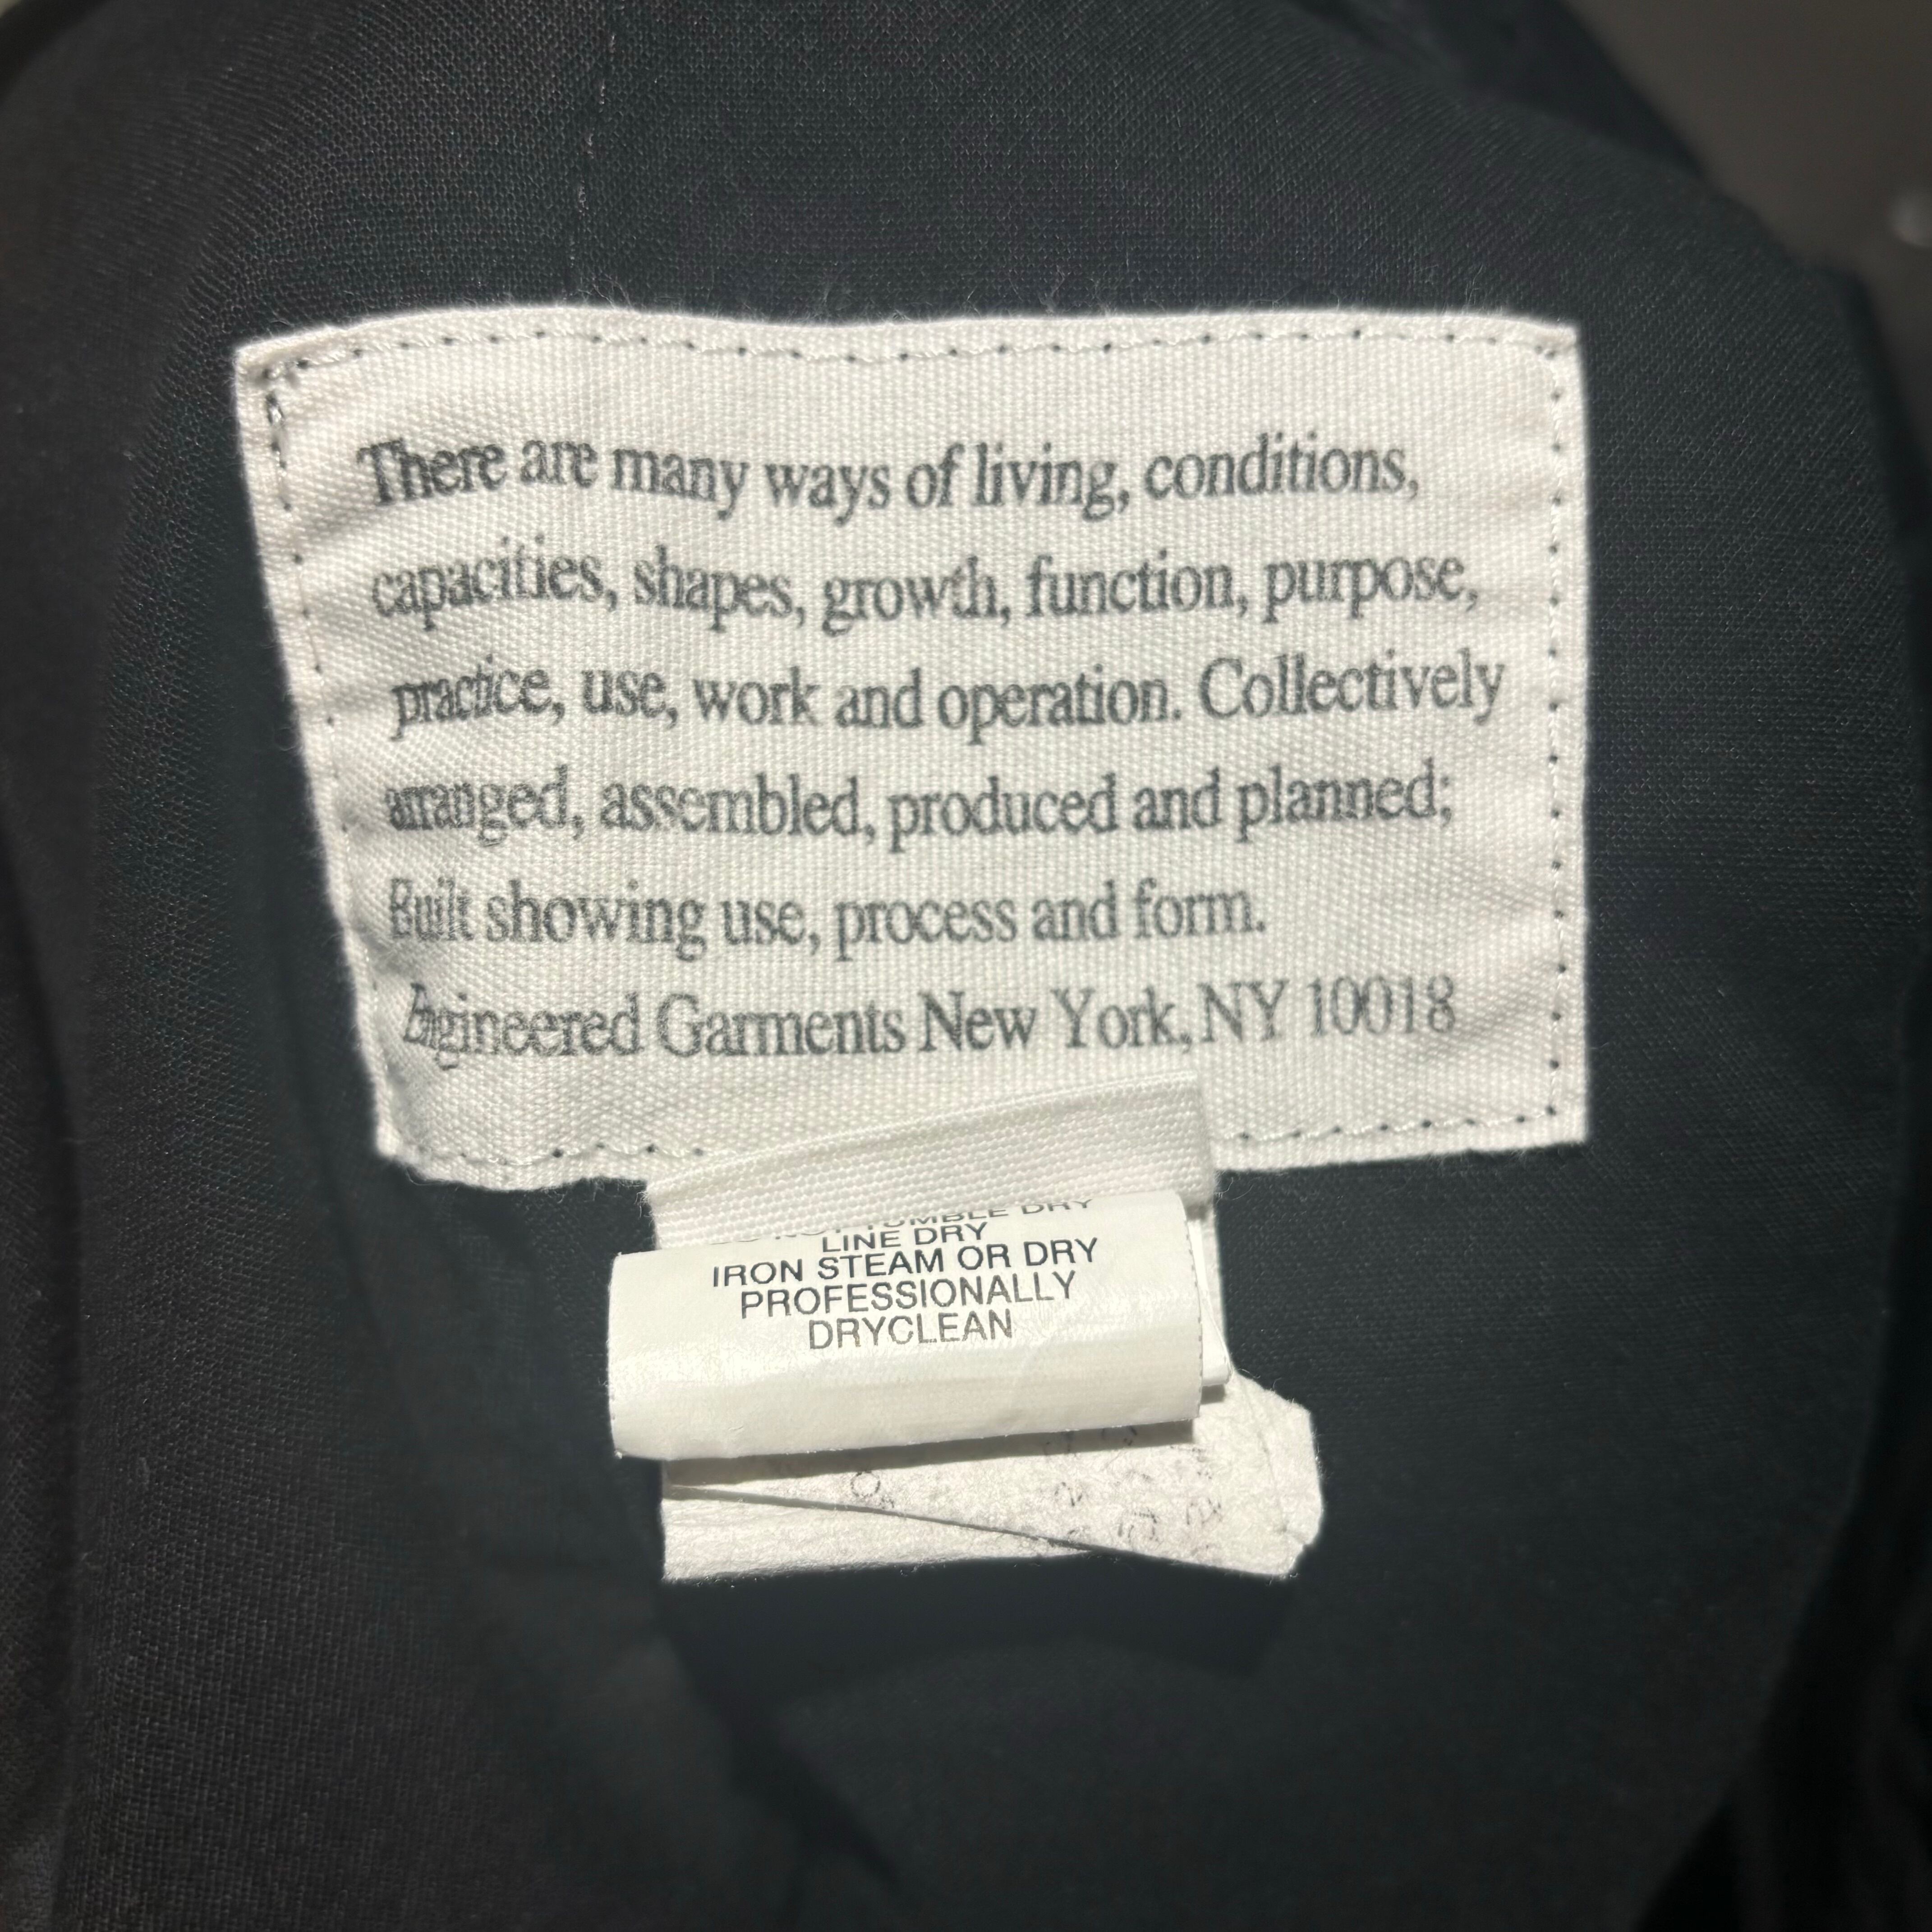 There are many ways of living, conditions,
capacities, shapes, growth, function, purpose,
practice, use, work and operation. Collectively
arranged, assembled, produced and planned;
Built showing use, process and form.
Engineered Garments New York, NY 10018
TUMBLE DRY
LINE DRY
IRON STEAM OR DRY
PROFESSIONALLY
DRYCLEAN